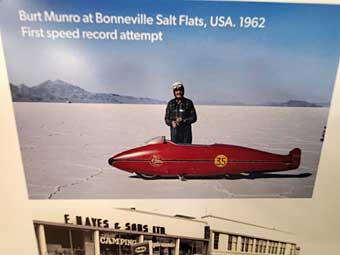 Burt Munro at Bonneville Salt Flats, USA. 1962
First speed record attempt
35
E. HAYES & SONS LTD.
CAMPING